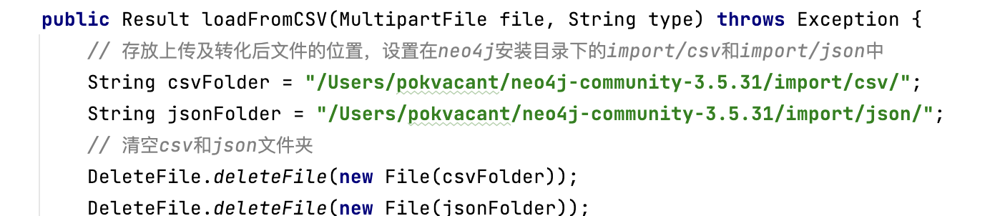 public Result loadFromCSV(MultipartFile file, String type) throws Exception {
// 存放上传及转化后文件的位置，设置在neo4j安装目录下的import/csv和import/json中
String csvFolder = "/Users/pokvacant/neo4j-community-3.5.31/import/csv/";
String jsonFolder = "/Users/pokvacant/neo4j-community-3.5.31/import/json/";
// 清空csv和json文件夹
DeleteFile.deleteFile(new File(csvFolder));
DeleteFile.deleteFile(new File(jsonFolder));